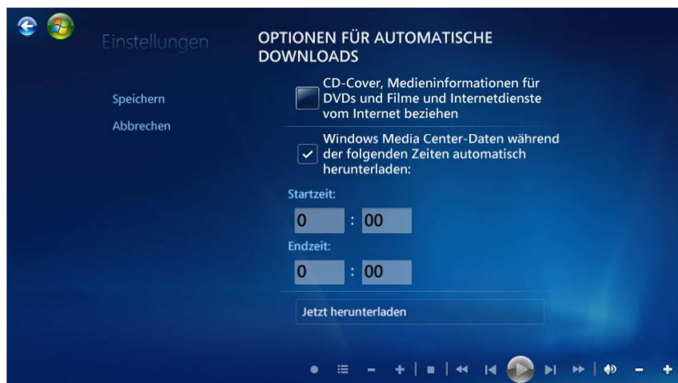 Einstellungen
OPTIONEN FÜR AUTOMATISCHE
DOWNLOADS
Speichern
Abbrechen
CD-Cover, Medieninformationen für
DVDs und Filme und Internetdienste
vom Internet beziehen
Windows Media Center-Daten während
der folgenden Zeiten automatisch
herunterladen:
Startzeit:
0 : 00
Endzeit:
0 : 00
Jetzt herunterladen